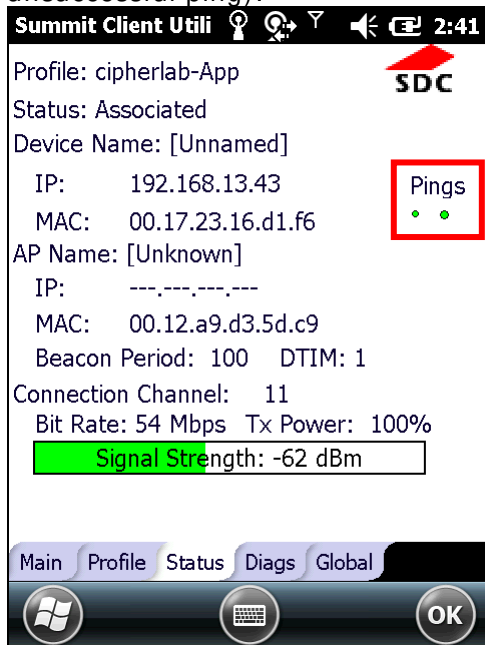 unsuccessful ping).
Summit Client Utili 2:41
Profile: cipherlab-App
SDC
Status: Associated
Device Name: [Unnamed]
IP: 192.168.13.43
Pings
MAC: 00.17.23.16.d1.f6
AP Name: [Unknown]
IP: ---.---.---.---
MAC: 00.12.a9.d3.5d.c9
Beacon Period: 100 DTIM: 1
Connection Channel: 11
Bit Rate: 54 Mbps Tx Power: 100%
Signal Strength: -62 dBm
Main Profile Status Diags Global
OK